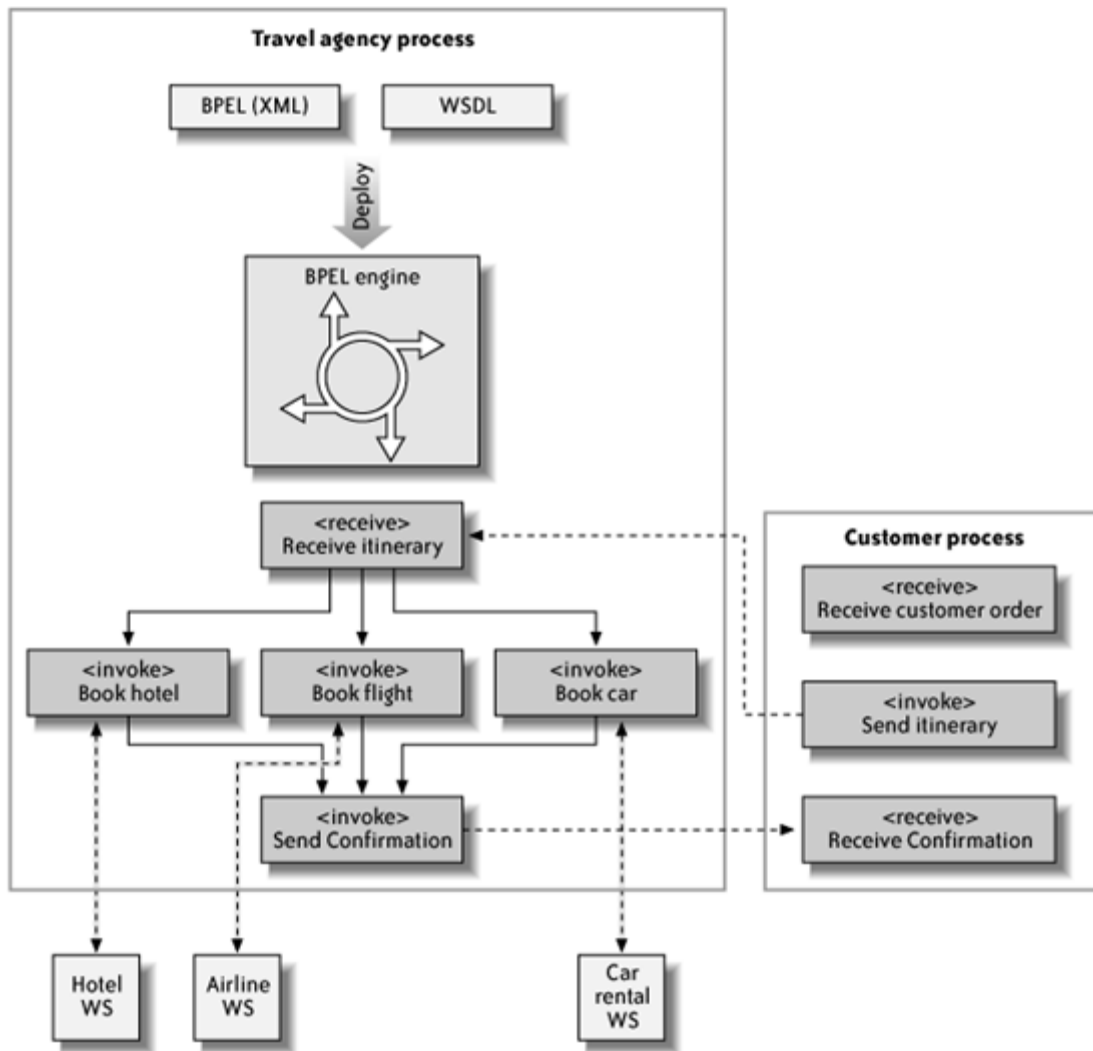 Travel agency process
BPEL (XML)
WSDL
Deploy
BPEL engine
<receive>
Receive itinerary
<invoke>
Book hotel
<invoke>
Book flight
<invoke>
Book car
<invoke>
Send Confirmation
Customer process
<receive>
Receive customer order
<invoke>
Send itinerary
<receive>
Receive Confirmation
Hotel
WS
Airline
WS
Car
rental
WS